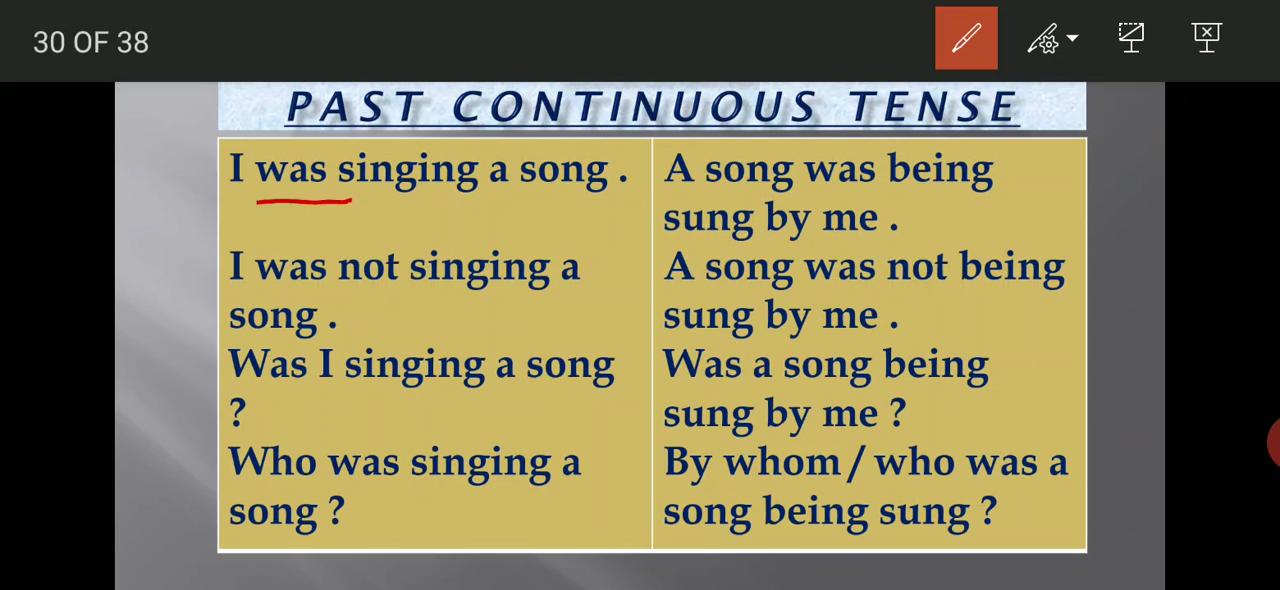 30 OF 38
PAST CONTINUOUS TENSE
I was singing a song .
I was not singing a
song .
Was I singing a song
?
Who was singing a
song ?
A song was being
sung by me .
A song was not being
sung by me .
Was a song being
sung by me ?
By whom / who was a
song being sung ?